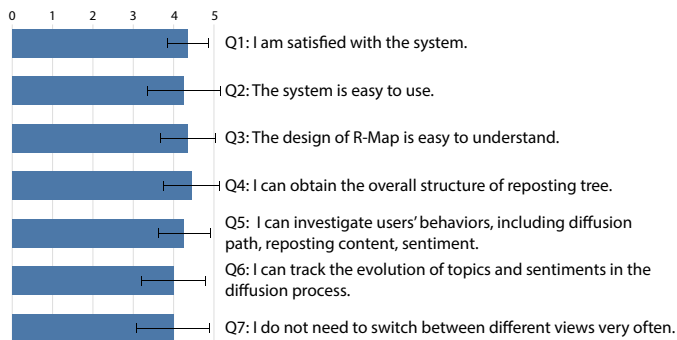 0 1 2 3 4 5
Q1: I am satisfied with the system.
Q2: The system is easy to use.
Q3: The design of R-Map is easy to understand.
Q4: I can obtain the overall structure of reposting tree.
Q5: I can investigate users' behaviors, including diffusion
path, reposting content, sentiment.
Q6: I can track the evolution of topics and sentiments in the
diffusion process.
Q7: I do not need to switch between different views very often.